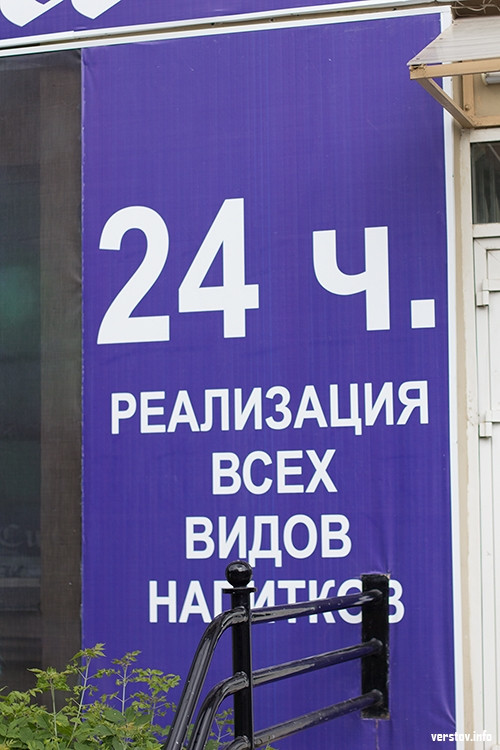 24 ч.
РЕАЛИЗАЦИЯ
ВСЕХ
ВИДОВ
НАПИТКОВ
verstov.info